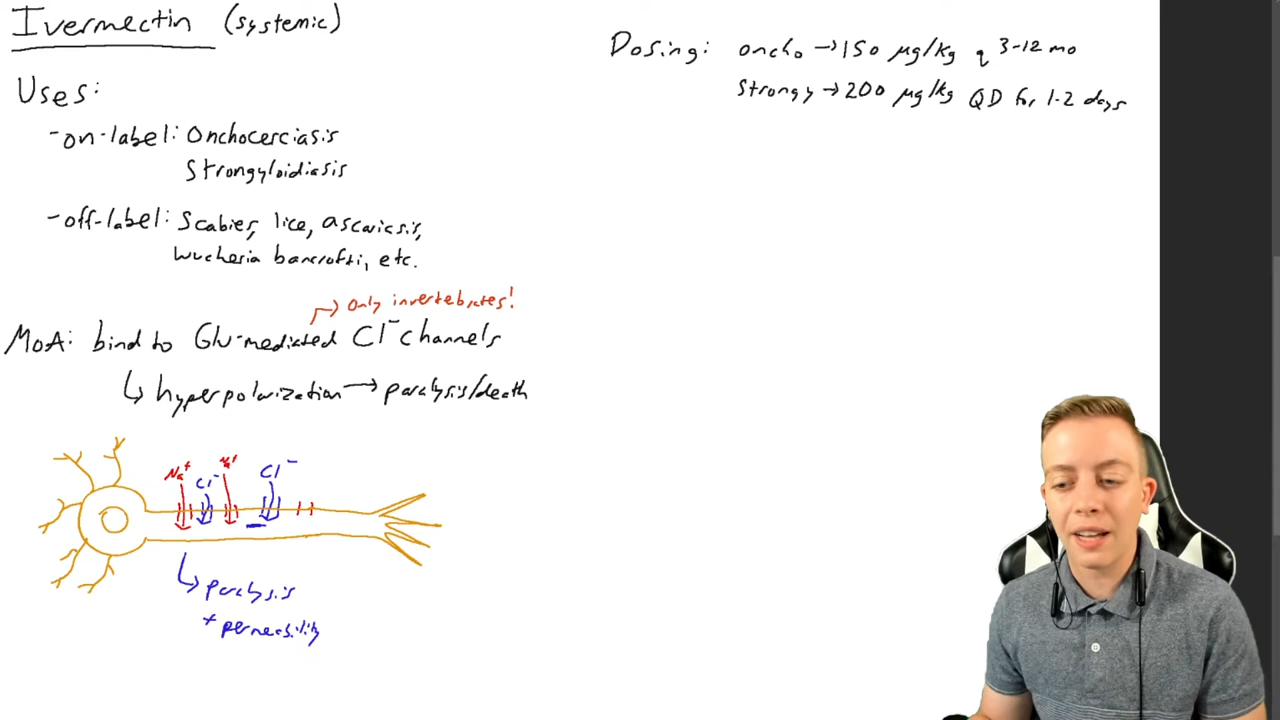 Ivermectin (systemic)
Uses:
-on-label: Onchocerciasis
Strongyloidiasis
-off-label: Scabies, lice, ascariasis,
Wucheria bancrofti, etc.
→ Only invertebrates!
MoA: bind to Glu-mediated Cl⁻ channels
↳ hyperpolarization → paralysis/death
Na⁺ Cl⁻ Na⁺ Cl⁻
↳ paralysis
+ permeability
Dosing: oncho → 150 μg/kg q 3-12 mo
Strongy → 200 μg/kg QD for 1-2 days